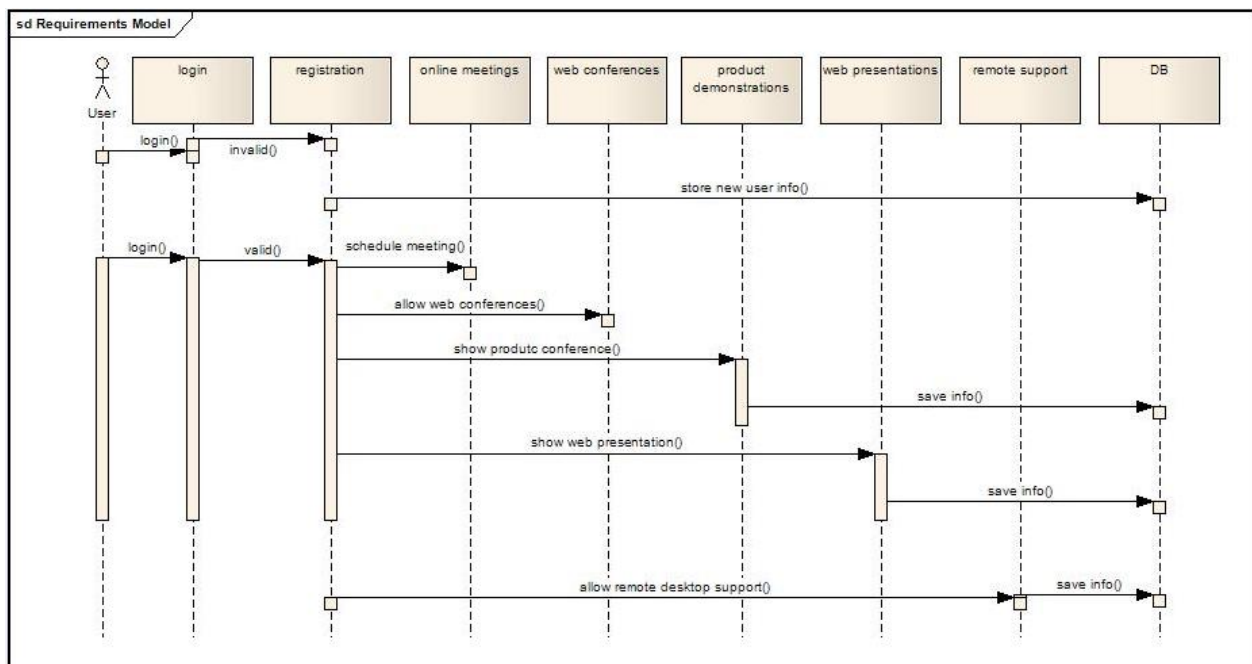 sd Requirements Model
User
login
registration
online meetings
web conferences
product
demonstrations
web presentations
remote support
DB
login()
invalid()
store new user info()
login()
valid()
schedule meeting()
allow web conferences()
show produtc conference()
save info()
show web presentation()
save info()
allow remote desktop support()
save info()